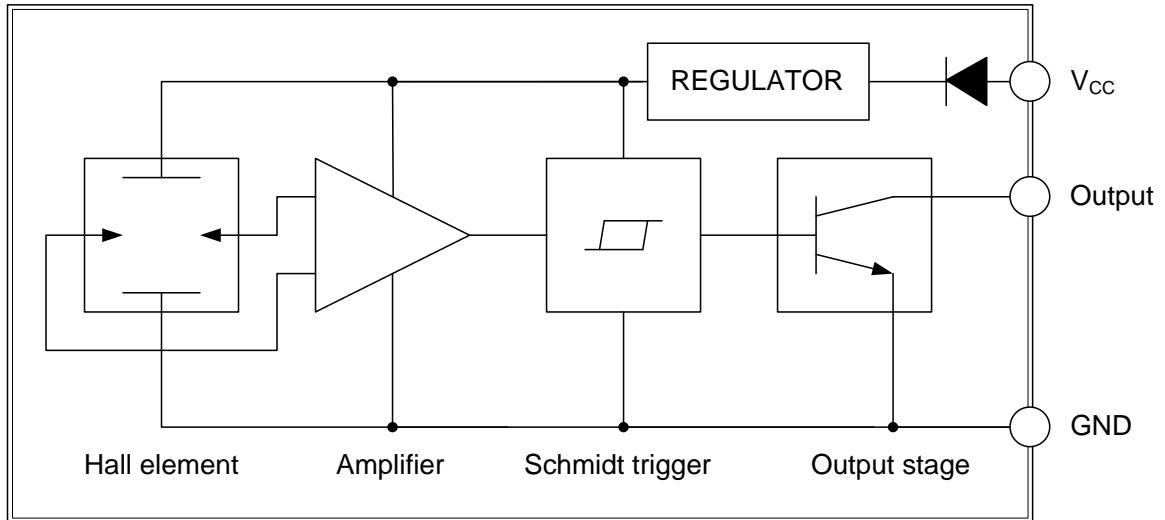 REGULATOR
VCC
Output
GND
Hall element
Amplifier
Schmidt trigger
Output stage